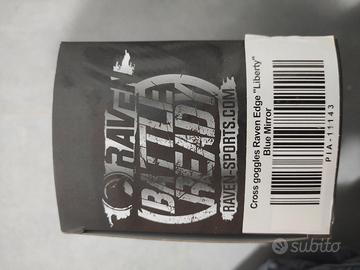 RAVEN
BATTLE
READY
RAVEN-SPORTS.COM
Cross goggles Raven Edge "Liberty"
Blue Mirror
PIA-11143
subito